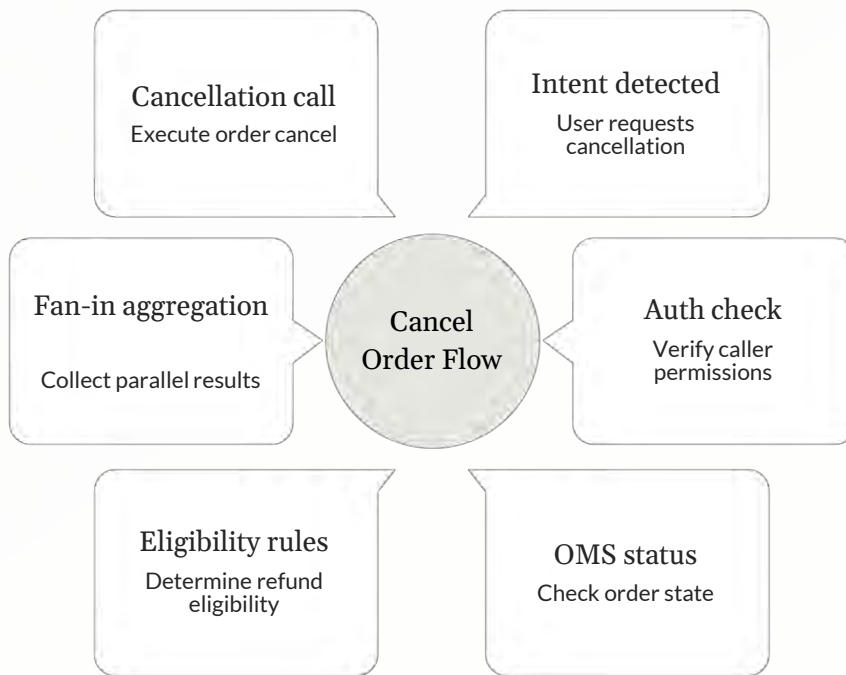 Cancellation call
Execute order cancel
Intent detected
User requests
cancellation
Fan-in aggregation
Collect parallel results
Cancel
Order Flow
Auth check
Verify caller
permissions
Eligibility rules
Determine refund
eligibility
OMS status
Check order state